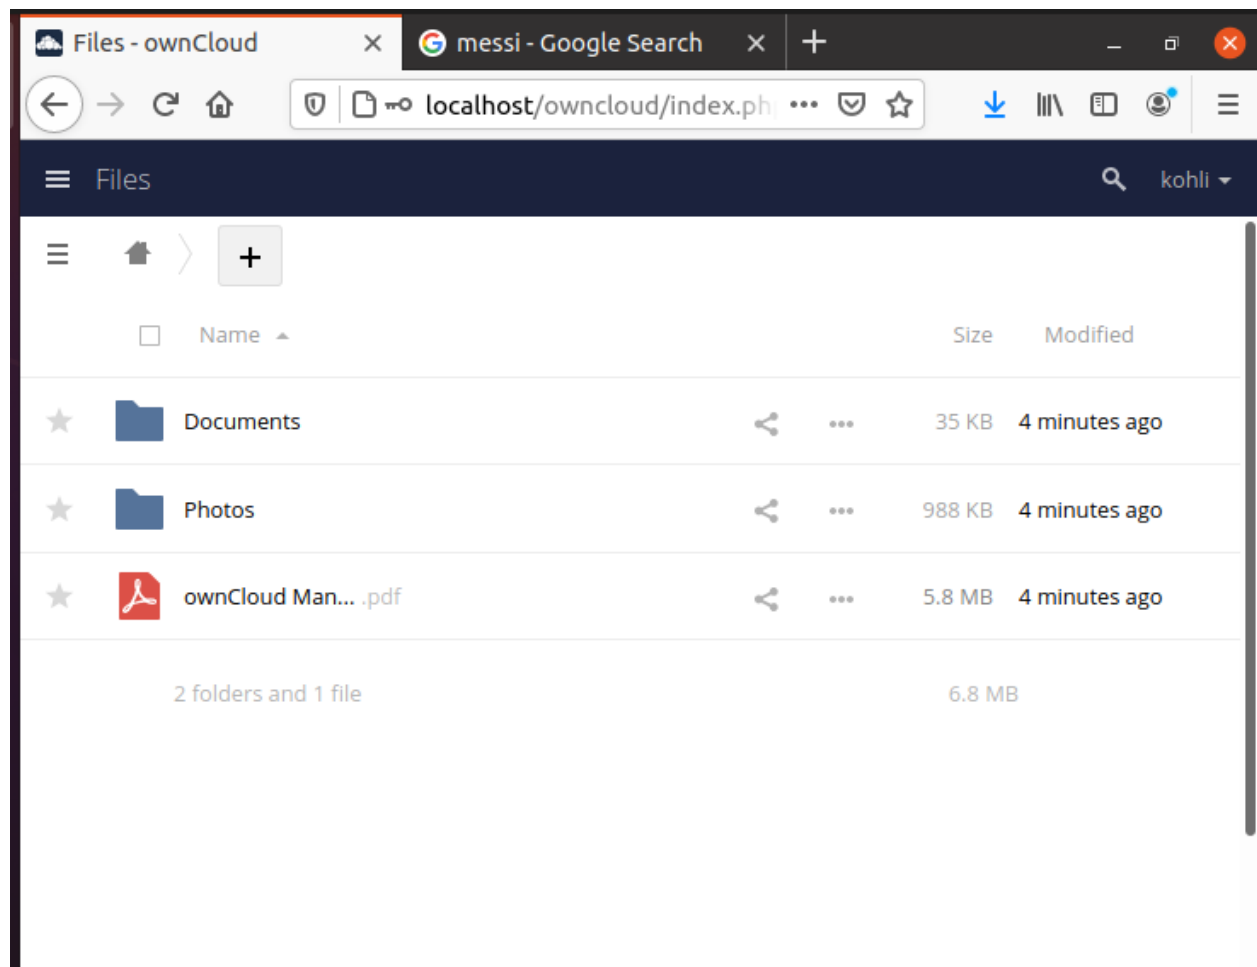 Files - ownCloud messi - Google Search
localhost/owncloud/index.ph
Files kohli
Name Size Modified
Documents 35 KB 4 minutes ago
Photos 988 KB 4 minutes ago
ownCloud Man... .pdf 5.8 MB 4 minutes ago
2 folders and 1 file 6.8 MB